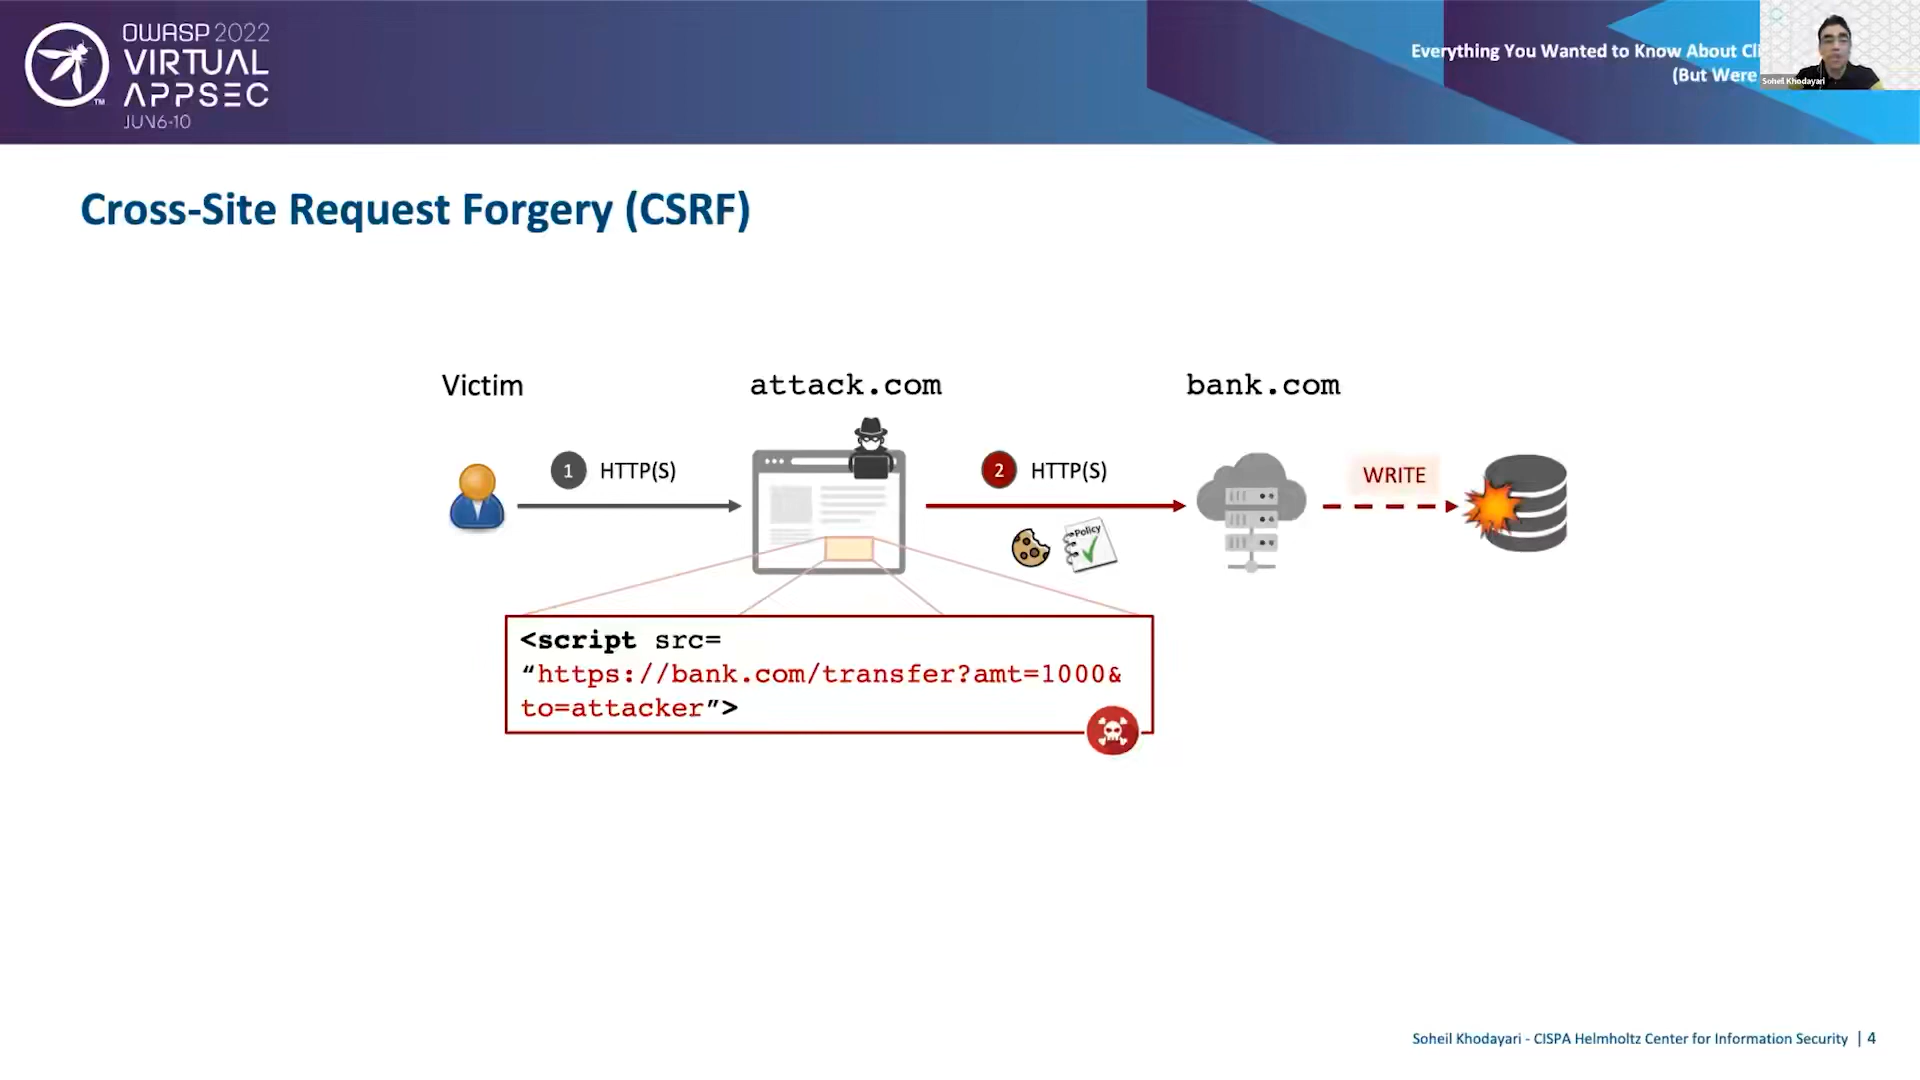 OWASP 2022
VIRTUAL
APPSEC
JUN 6-10
TM
Everything You Wanted to Know About Cli
(But Were
Soheil Khodayari
Cross-Site Request Forgery (CSRF)
Victim
attack.com
bank.com
1 HTTP(S)
2 HTTP(S)
WRITE
Policy
<script src=
“https://bank.com/transfer?amt=1000&
to=attacker”>
Soheil Khodayari - CISPA Helmholtz Center for Information Security | 4